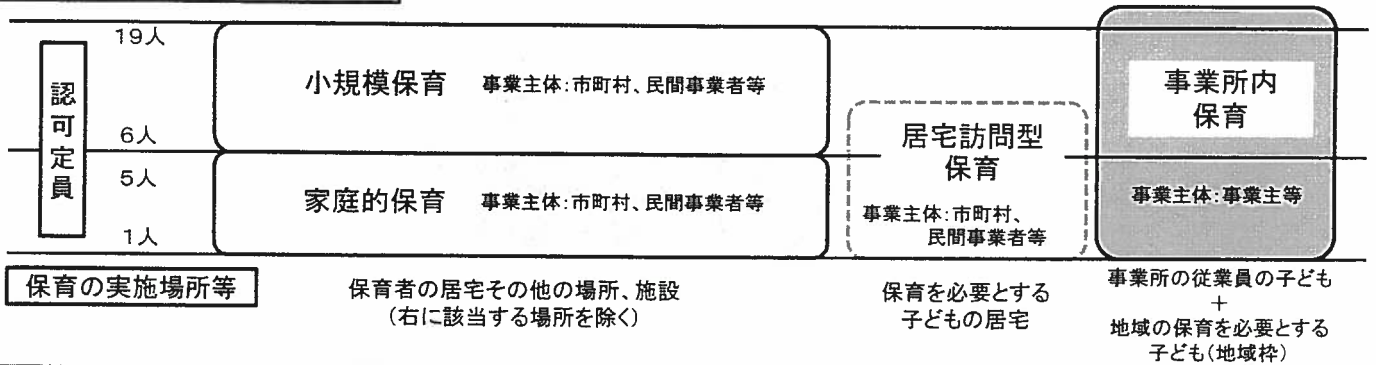 認可定員
19人
6人
5人
1人
小規模保育 事業主体:市町村、民間事業者等
家庭的保育 事業主体:市町村、民間事業者等
居宅訪問型
保育
事業主体:市町村、
民間事業者等
事業所内
保育
事業主体:事業主等
保育の実施場所等
保育者の居宅その他の場所、施設
(右に該当する場所を除く)
保育を必要とする
子どもの居宅
事業所の従業員の子ども
+
地域の保育を必要とする
子ども(地域枠)